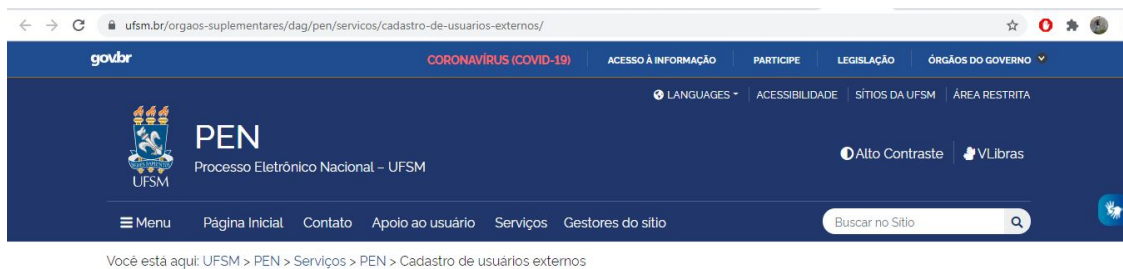 ufsm.br/orgaos-suplementares/dag/pen/servicos/cadastro-de-usuarios-externos/
govbr CORONAVÍRUS (COVID-19) ACESSO À INFORMAÇÃO PARTICIPE LEGISLAÇÃO ÓRGÃOS DO GOVERNO
LANGUAGES ACESSIBILIDADE SÍTIOS DA UFSM ÁREA RESTRITA
PEN
Processo Eletrônico Nacional – UFSM
UFSM
Alto Contraste VLibras
Menu Página Inicial Contato Apoio ao usuário Serviços Gestores do sítio Buscar no Sítio
Você está aqui: UFSM > PEN > Serviços > PEN > Cadastro de usuários externos